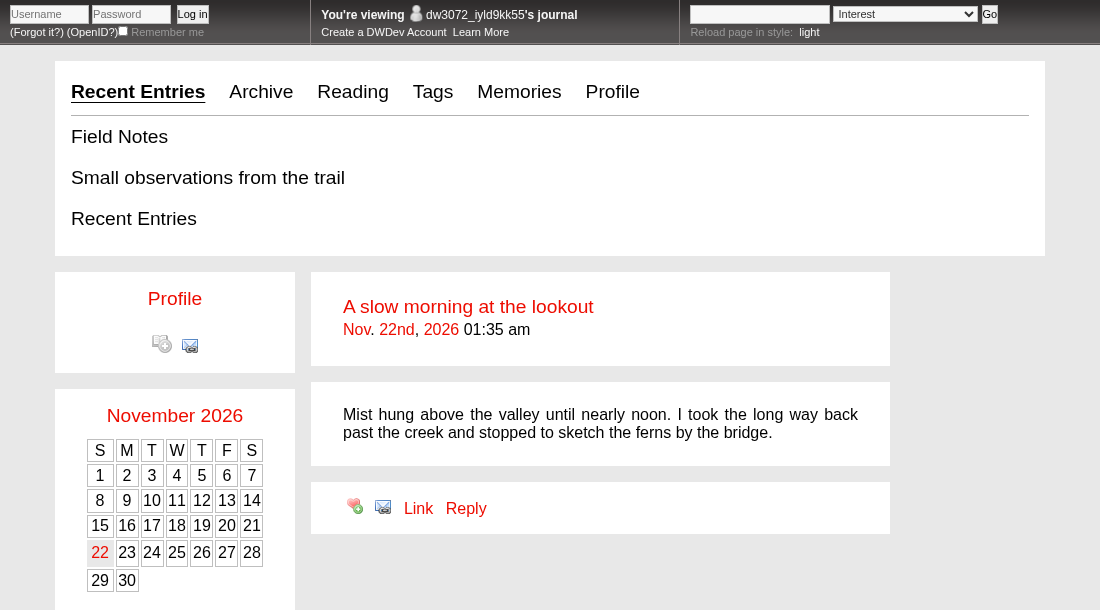 Username Password Log in
(Forgot it?) (OpenID?) Remember me
You're viewing dw3072_iyld9kk55's journal
Create a DWDev Account Learn More
Interest Go
Reload page in style: light
Recent Entries Archive Reading Tags Memories Profile
Field Notes
Small observations from the trail
Recent Entries
Profile
November 2026
S M T W T F S
1 2 3 4 5 6 7
8 9 10 11 12 13 14
15 16 17 18 19 20 21
22 23 24 25 26 27 28
29 30
A slow morning at the lookout
Nov. 22nd, 2026 01:35 am
Mist hung above the valley until nearly noon. I took the long way back
past the creek and stopped to sketch the ferns by the bridge.
Link Reply